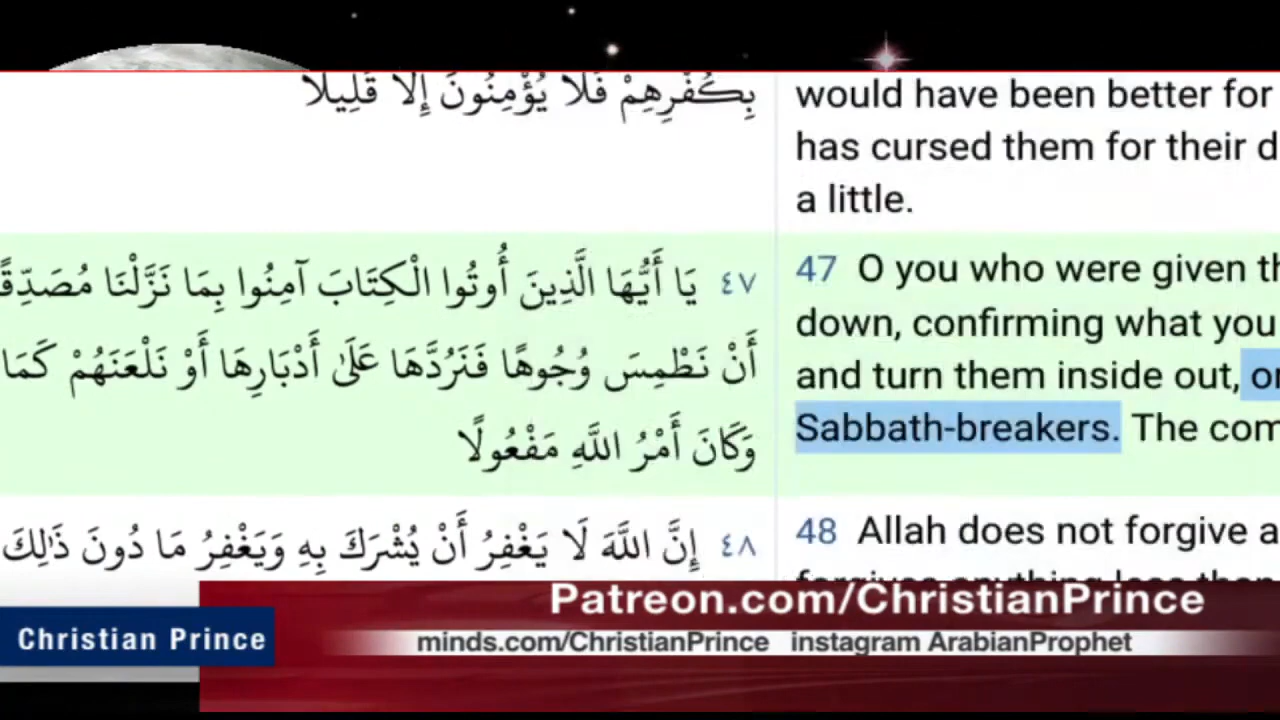 بِكُفْرِهِمْ فَلَا يُؤْمِنُونَ إِلَّا قَلِيلًا
would have been better for
has cursed them for their d
a little.
٤٧ يَا أَيُّهَا الَّذِينَ أُوتُوا الْكِتَابَ آمِنُوا بِمَا نَزَّلْنَا مُصَدِّقًا
أَنْ نَطْمِسَ وُجُوهًا فَنَرُدَّهَا عَلَىٰ أَدْبَارِهَا أَوْ نَلْعَنَهُمْ كَمَا
وَكَانَ أَمْرُ اللَّهِ مَفْعُولًا
47 O you who were given th
down, confirming what you
and turn them inside out, or
Sabbath-breakers. The com
٤٨ إِنَّ اللَّهَ لَا يَغْفِرُ أَنْ يُشْرَكَ بِهِ وَيَغْفِرُ مَا دُونَ ذَٰلِكَ
48 Allah does not forgive a
Patreon.com/ChristianPrince
Christian Prince
minds.com/ChristianPrince instagram ArabianProphet